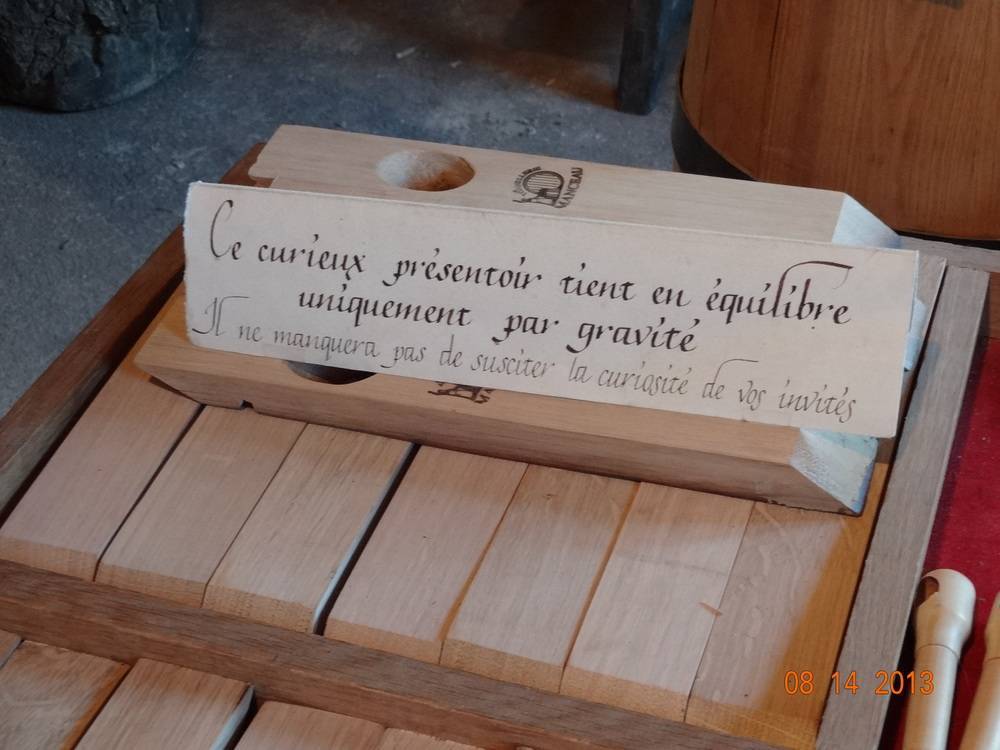 MANCEAU
Ce curieux présentoir tient en équilibre
uniquement par gravité
Il ne manquera pas de susciter la curiosité de vos invités
08 14 2013